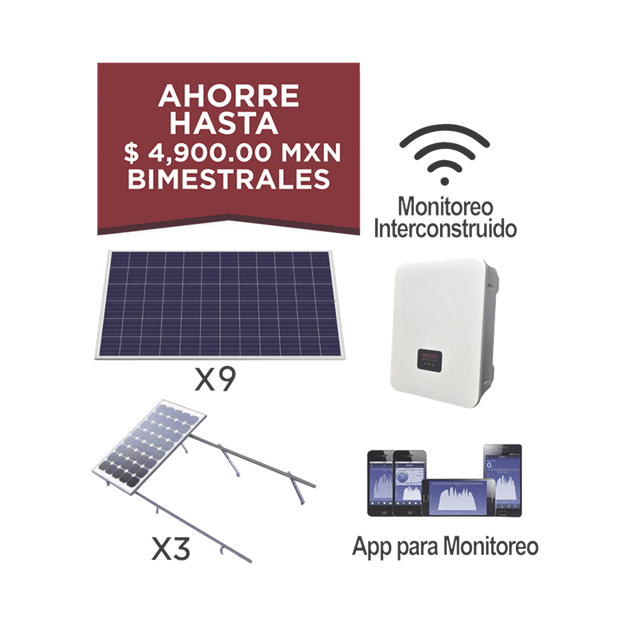 AHORRE
HASTA
$ 4,900.00 MXN
BIMESTRALES
Monitoreo
Interconstruido
X9
X3
App para Monitoreo